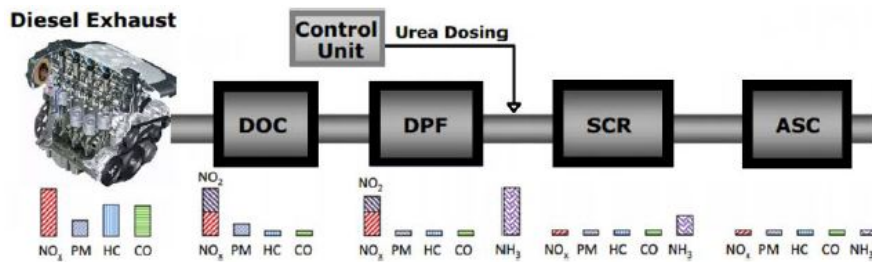 Diesel Exhaust
Control
Unit
Urea Dosing
DOC
DPF
SCR
ASC
NO₂
NO₂
NOₓ PM HC CO
NOₓ PM HC CO
NOₓ PM HC CO NH₃
NOₓ PM HC CO NH₃
NOₓ PM HC CO NH₃